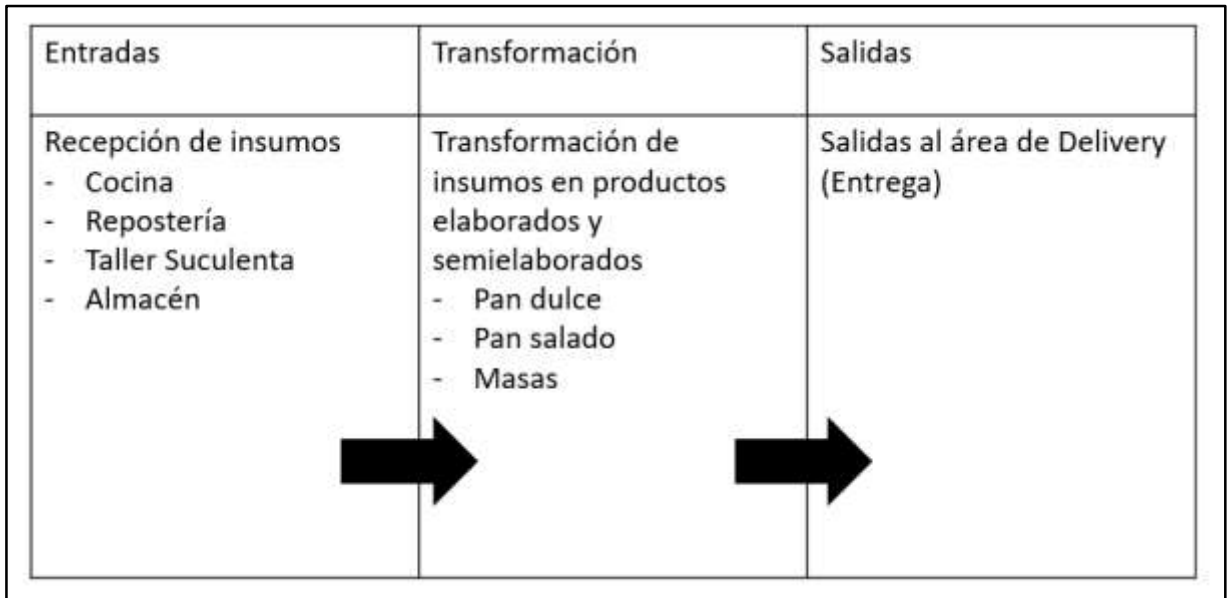 Entradas
Transformación
Salidas
Recepción de insumos
- Cocina
- Repostería
- Taller Suculenta
- Almacén
Transformación de
insumos en productos
elaborados y
semielaborados
- Pan dulce
- Pan salado
- Masas
Salidas al área de Delivery
(Entrega)